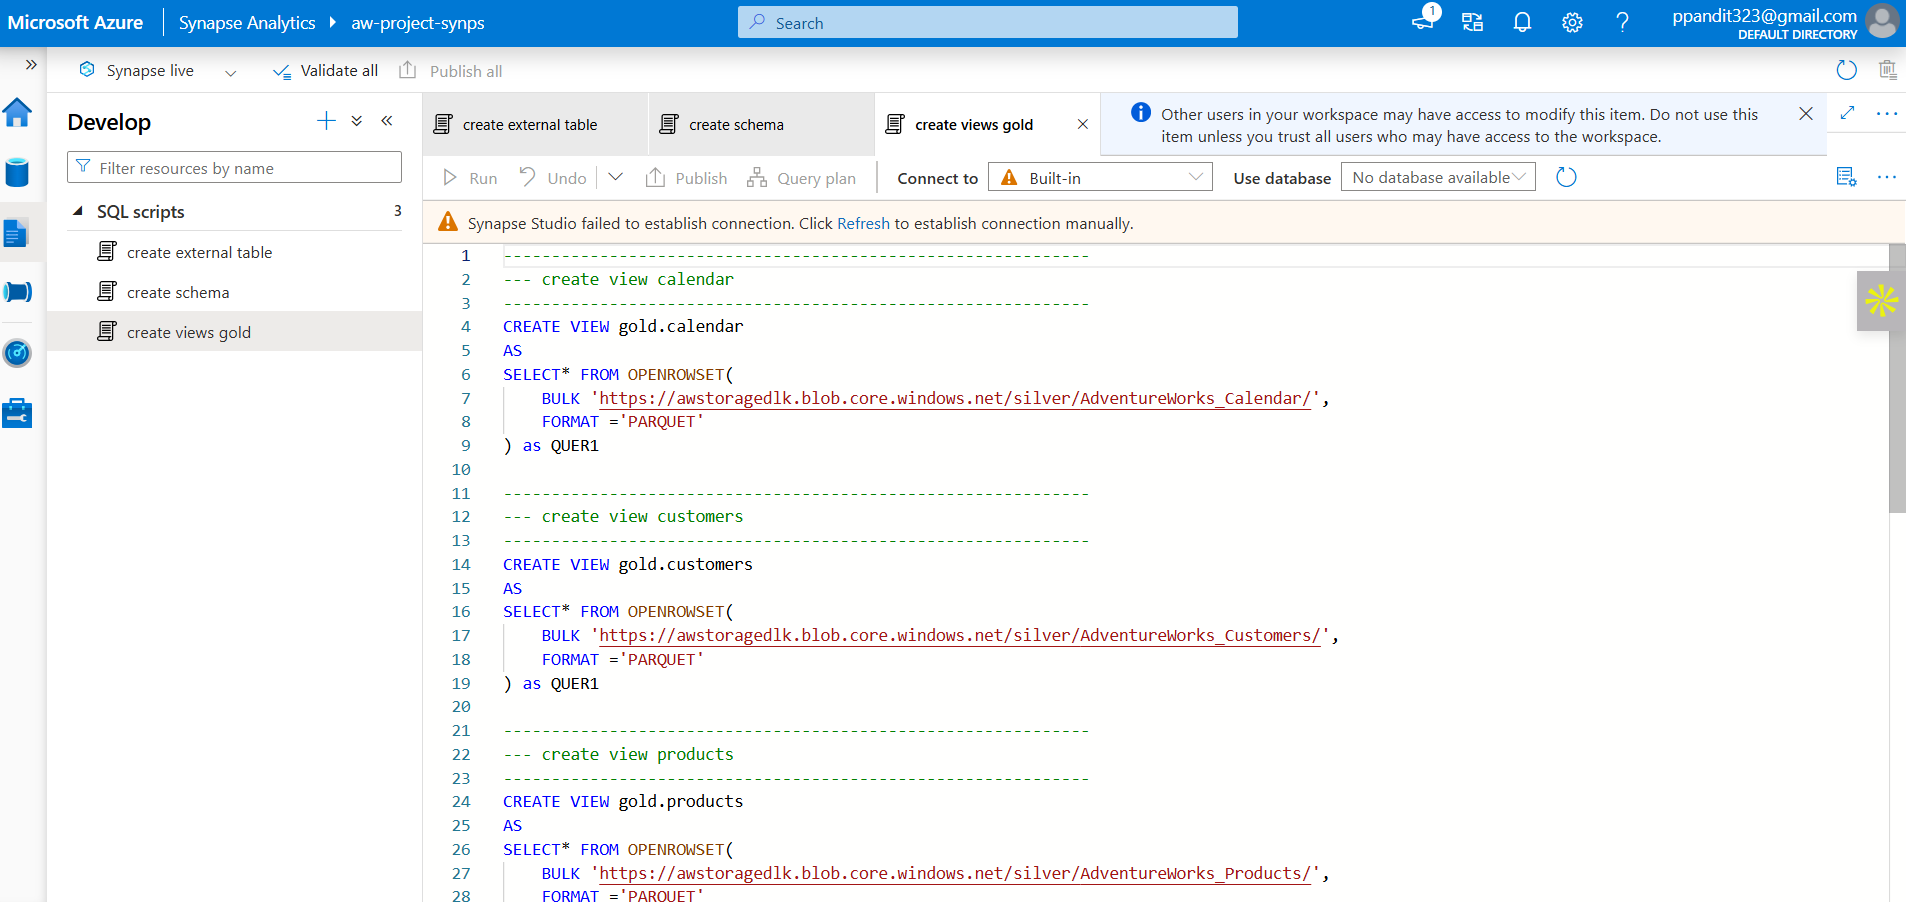 Microsoft Azure
Synapse Analytics
aw-project-synps
Search
1
ppandit323@gmail.com
DEFAULT DIRECTORY
Synapse live
Validate all
Publish all
Develop
Filter resources by name
SQL scripts 3
create external table
create schema
create views gold
create external table
create schema
create views gold
Other users in your workspace may have access to modify this item. Do not use this
item unless you trust all users who may have access to the workspace.
Run
Undo
Publish
Query plan
Connect to
Built-in
Use database
No database available
Synapse Studio failed to establish connection. Click Refresh to establish connection manually.
1 -------------------------------------------------------------
2 --- create view calendar
3 -------------------------------------------------------------
4 CREATE VIEW gold.calendar
5 AS
6 SELECT* FROM OPENROWSET(
7 BULK 'https://awstoragedlk.blob.core.windows.net/silver/AdventureWorks_Calendar/',
8 FORMAT ='PARQUET'
9 ) as QUER1
10
11 -------------------------------------------------------------
12 --- create view customers
13 -------------------------------------------------------------
14 CREATE VIEW gold.customers
15 AS
16 SELECT* FROM OPENROWSET(
17 BULK 'https://awstoragedlk.blob.core.windows.net/silver/AdventureWorks_Customers/',
18 FORMAT ='PARQUET'
19 ) as QUER1
20
21 -------------------------------------------------------------
22 --- create view products
23 -------------------------------------------------------------
24 CREATE VIEW gold.products
25 AS
26 SELECT* FROM OPENROWSET(
27 BULK 'https://awstoragedlk.blob.core.windows.net/silver/AdventureWorks_Products/',
28 FORMAT ='PARQUET'